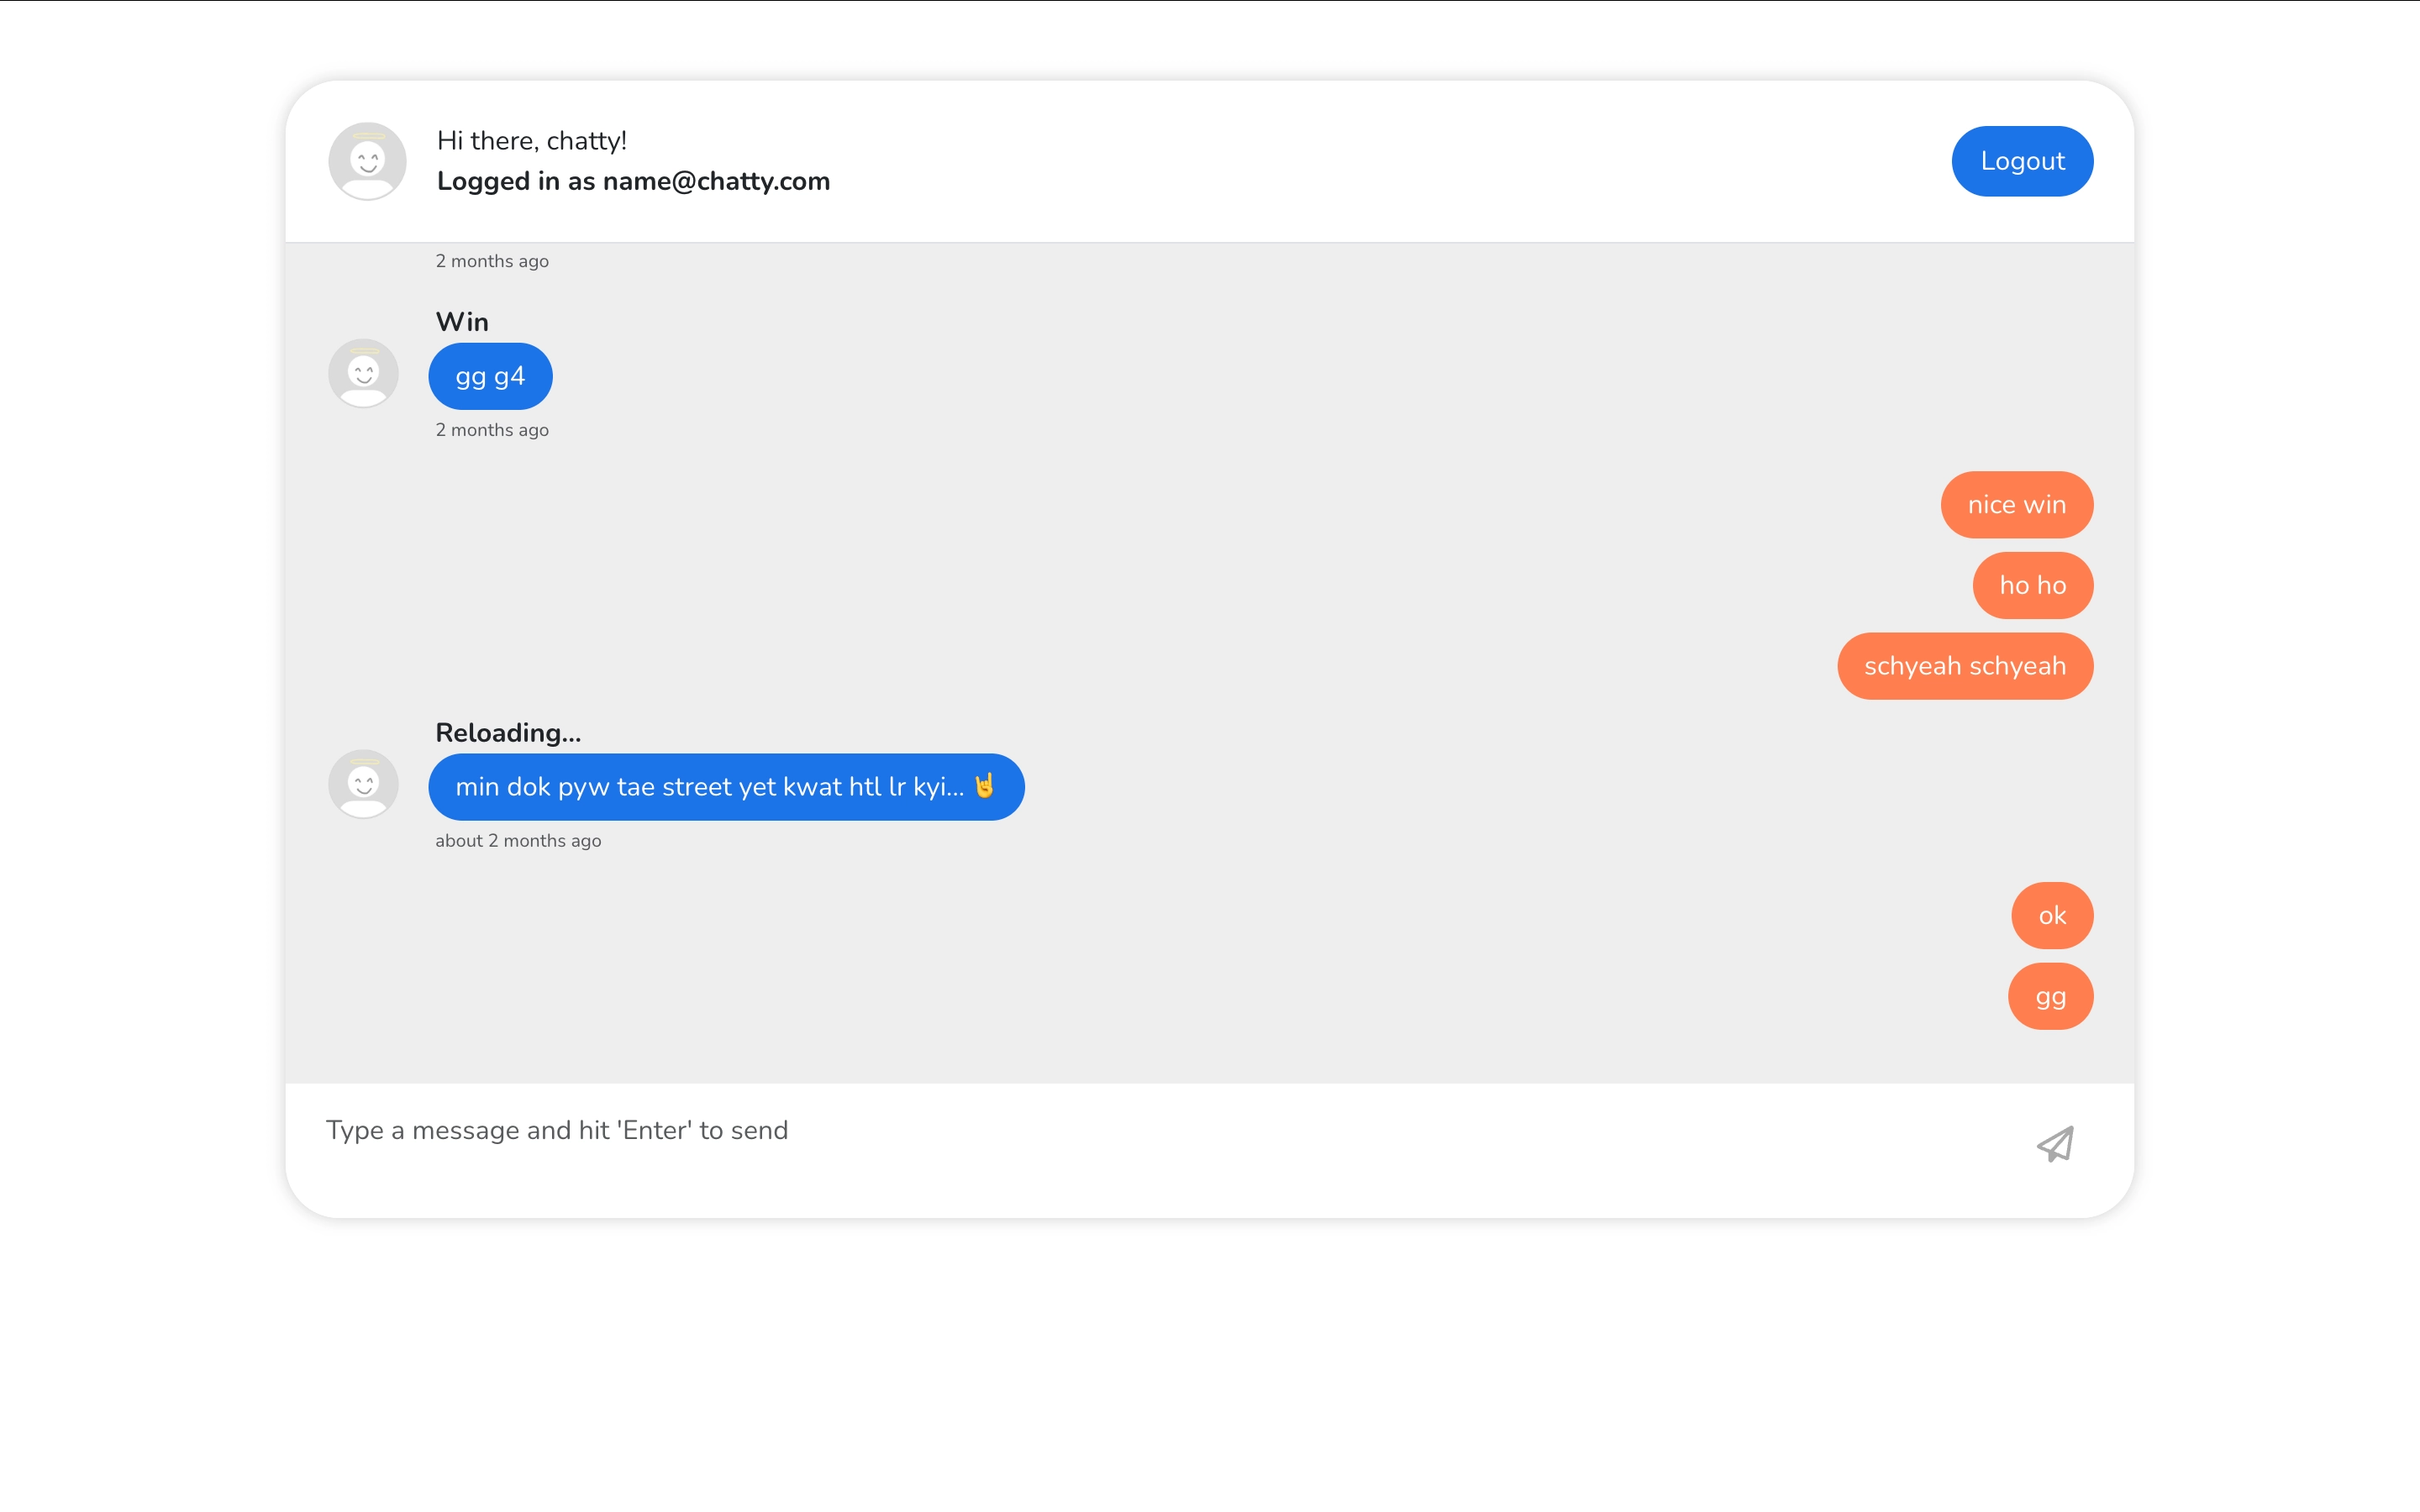 Hi there, chatty!
Logged in as name@chatty.com
Logout
2 months ago
Win
gg g4
2 months ago
nice win
ho ho
schyeah schyeah
Reloading...
min dok pyw tae street yet kwat htl lr kyi... 🤘
about 2 months ago
ok
gg
Type a message and hit 'Enter' to send